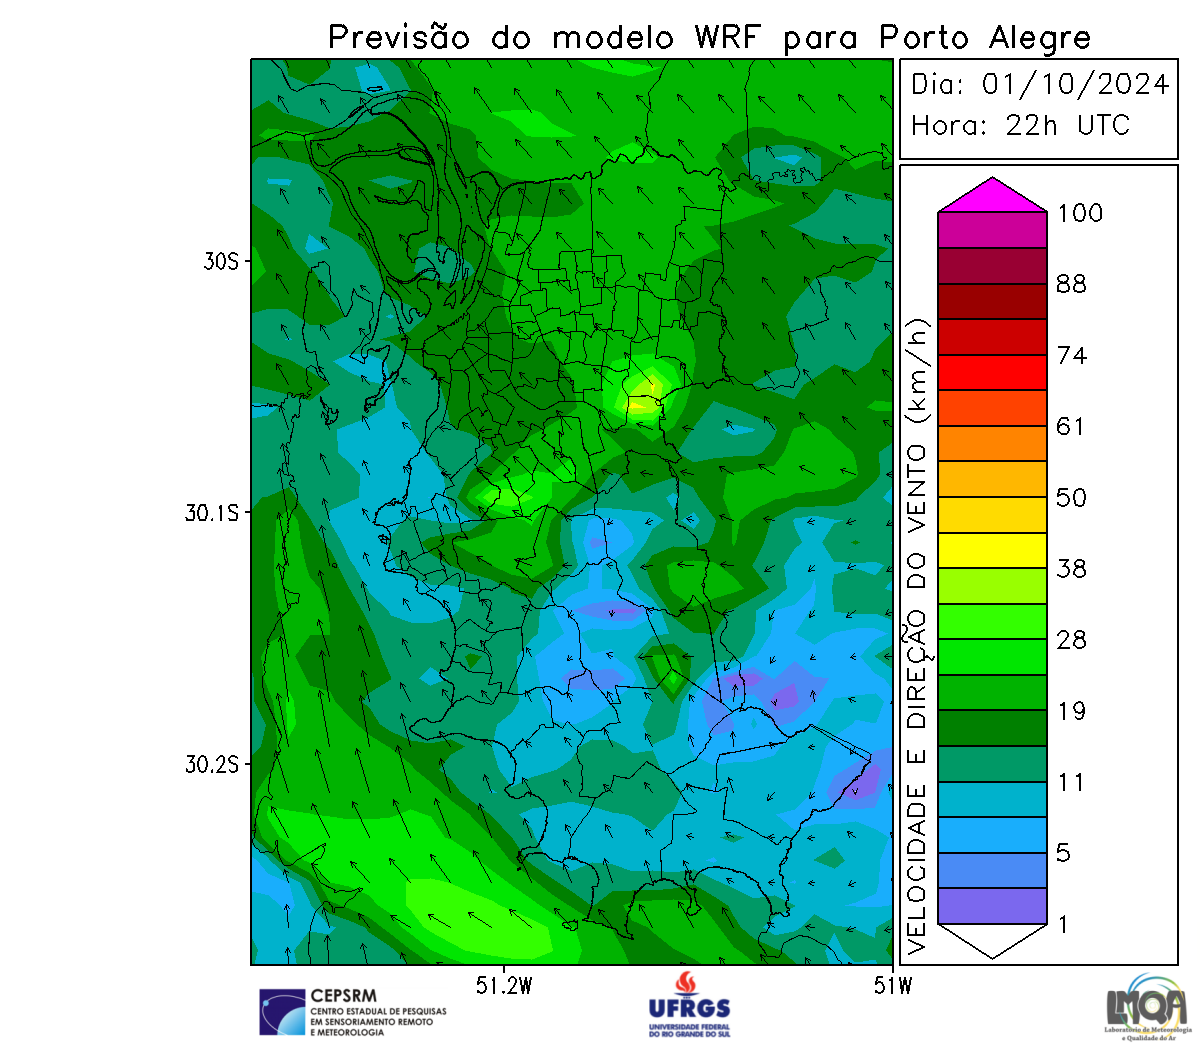 Previsão do modelo WRF para Porto Alegre
Dia: 01/10/2024
Hora: 22h UTC
30S
30.1S
30.2S
51.2W
51W
VELOCIDADE E DIREÇÃO DO VENTO (km/h)
100
88
74
61
50
38
28
19
11
5
1
CEPSRM
CENTRO ESTADUAL DE PESQUISAS
EM SENSORIAMENTO REMOTO
E METEOROLOGIA
UFRGS
UNIVERSIDADE FEDERAL
DO RIO GRANDE DO SUL
LMQA
Laboratório de Meteorologia
e Qualidade do Ar